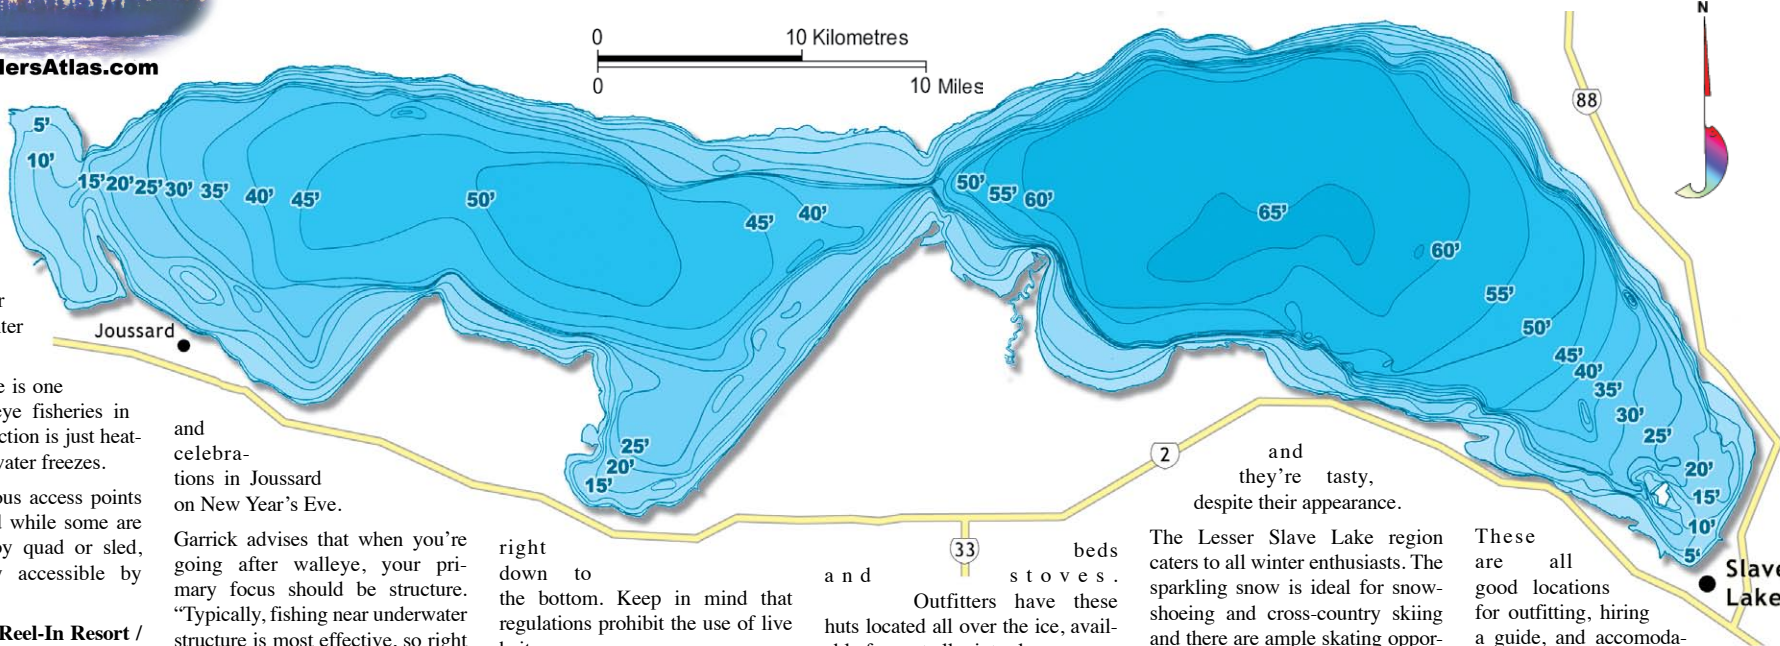 lersAtlas.com
0 10 Kilometres
0 10 Miles
N
88
5'
10'
15' 20' 25' 30' 35' 40' 45' 50' 45' 40'
50' 55' 60' 65' 60'
55'
50'
45'
40'
35'
30'
25'
20'
15'
10'
5'
25'
20'
15'
Joussard
2
33
Slave
Lake
e is one
eye fisheries in
ction is just heat-
water freezes.
ous access points
while some are
by quad or sled,
accessible by
Reel-In Resort /
and
celebra-
tions in Joussard
on New Year's Eve.
Garrick advises that when you're
going after walleye, your pri-
mary focus should be structure.
“Typically, fishing near underwater
structure is most effective, so right
right
down to
the bottom. Keep in mind that
regulations prohibit the use of live
beds
and stoves.
Outfitters have these
huts located all over the ice, avail-
and
they're tasty,
despite their appearance.
The Lesser Slave Lake region
caters to all winter enthusiasts. The
sparkling snow is ideal for snow-
shoeing and cross-country skiing
and there are ample skating oppor-
These
are all
good locations
for outfitting, hiring
a guide, and accomoda-